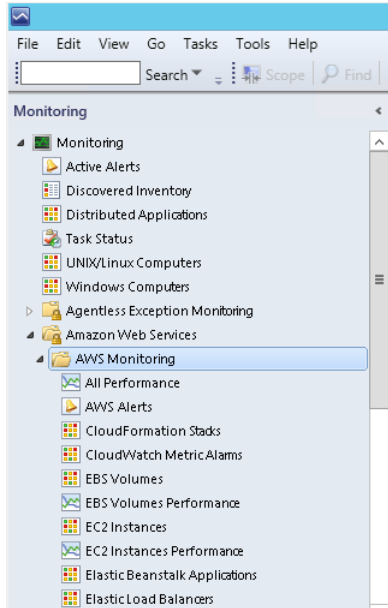 File Edit View Go Tasks Tools Help
Search Scope Find
Monitoring
Monitoring
Active Alerts
Discovered Inventory
Distributed Applications
Task Status
UNIX/Linux Computers
Windows Computers
Agentless Exception Monitoring
Amazon Web Services
AWS Monitoring
All Performance
AWS Alerts
CloudFormation Stacks
CloudWatch Metric Alarms
EBS Volumes
EBS Volumes Performance
EC2 Instances
EC2 Instances Performance
Elastic Beanstalk Applications
Elastic Load Balancers